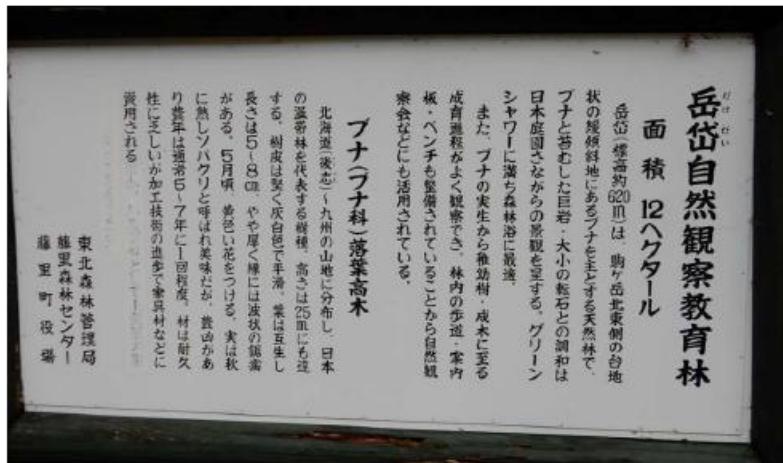 だけ だい
岳岱自然観察教育林
面積 12ヘクタール
岳岱(標高約620m)は、駒ヶ岳北東側の台地
状の緩傾斜地にあるブナを主とする天然林で、
ブナと苔むした巨岩・大小の転石との調和は
日本庭園さながらの景観を呈する。グリーン
シャワーに満ち森林浴に最適。
また、ブナの実生から稚幼樹・成木に至る
成育過程がよく観察でき、林内の歩道・案内
板・ベンチも整備されていることから自然観
察会などにも活用されている。
ブナ(ブナ科)落葉高木
北海道(後志)〜九州の山地に分布し、日本
の温帯林を代表する樹種。高さは25mにも達
する。樹皮は堅く灰白色で平滑。葉は互生し
長さは5〜8cm、やや厚く縁には波状の鋸歯
がある。5月頃、黄色い花をつける。実は秋
に熟しソバグリと呼ばれ美味だが、豊凶があ
り豊年は通常5〜7年に1回程度。材は耐久
性に乏しいが加工技術の進歩で家具材などに
賞用される
東北森林管理局
藤里森林センター
藤里町役場